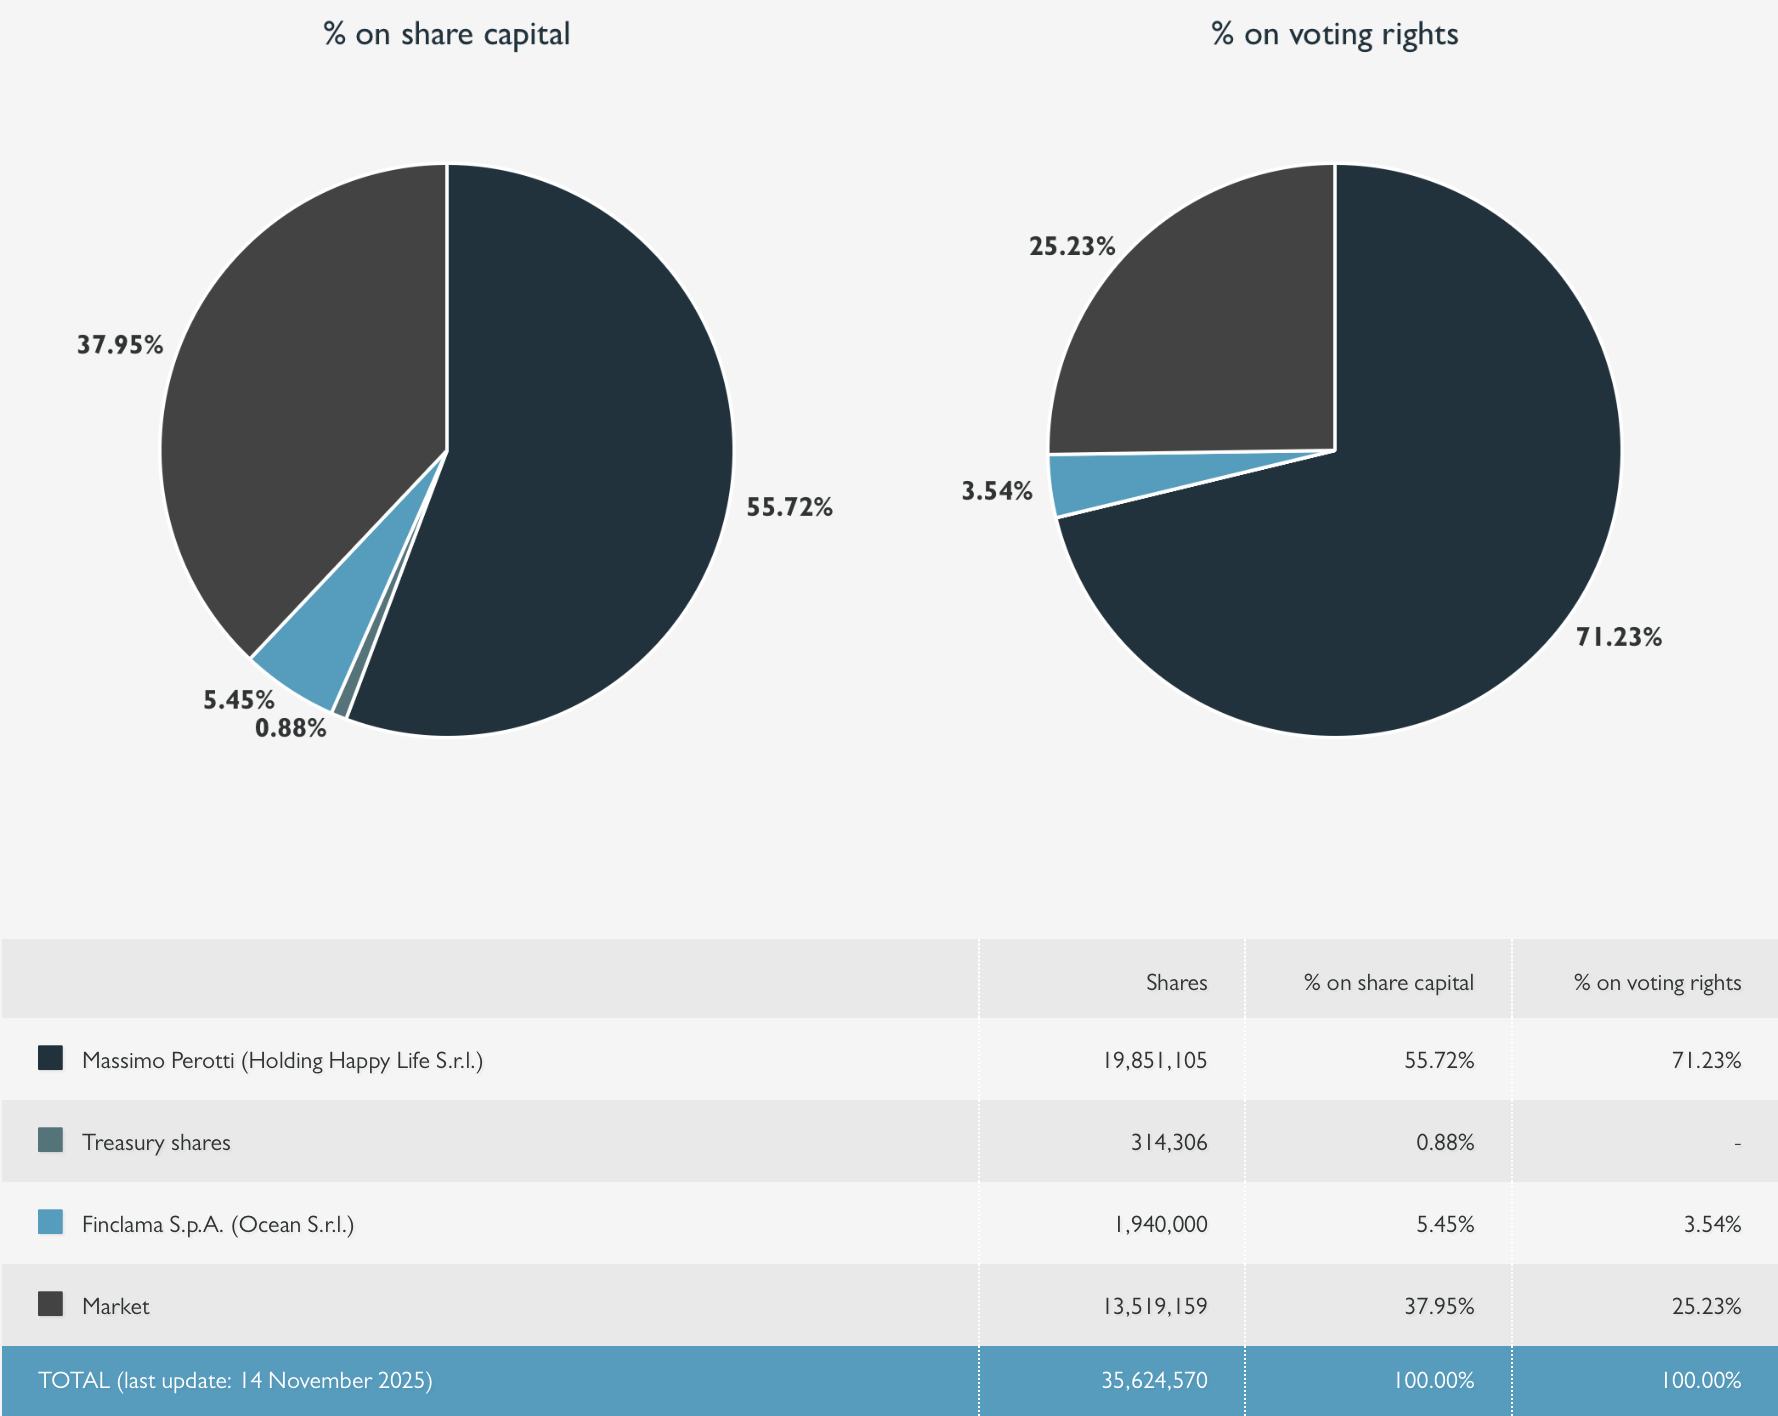 % on share capital
% on voting rights
37.95%
55.72%
5.45%
0.88%
25.23%
3.54%
71.23%
Shares % on share capital % on voting rights
Massimo Perotti (Holding Happy Life S.r.l.) 19,851,105 55.72% 71.23%
Treasury shares 314,306 0.88% -
Finclama S.p.A. (Ocean S.r.l.) 1,940,000 5.45% 3.54%
Market 13,519,159 37.95% 25.23%
TOTAL (last update: 14 November 2025) 35,624,570 100.00% 100.00%